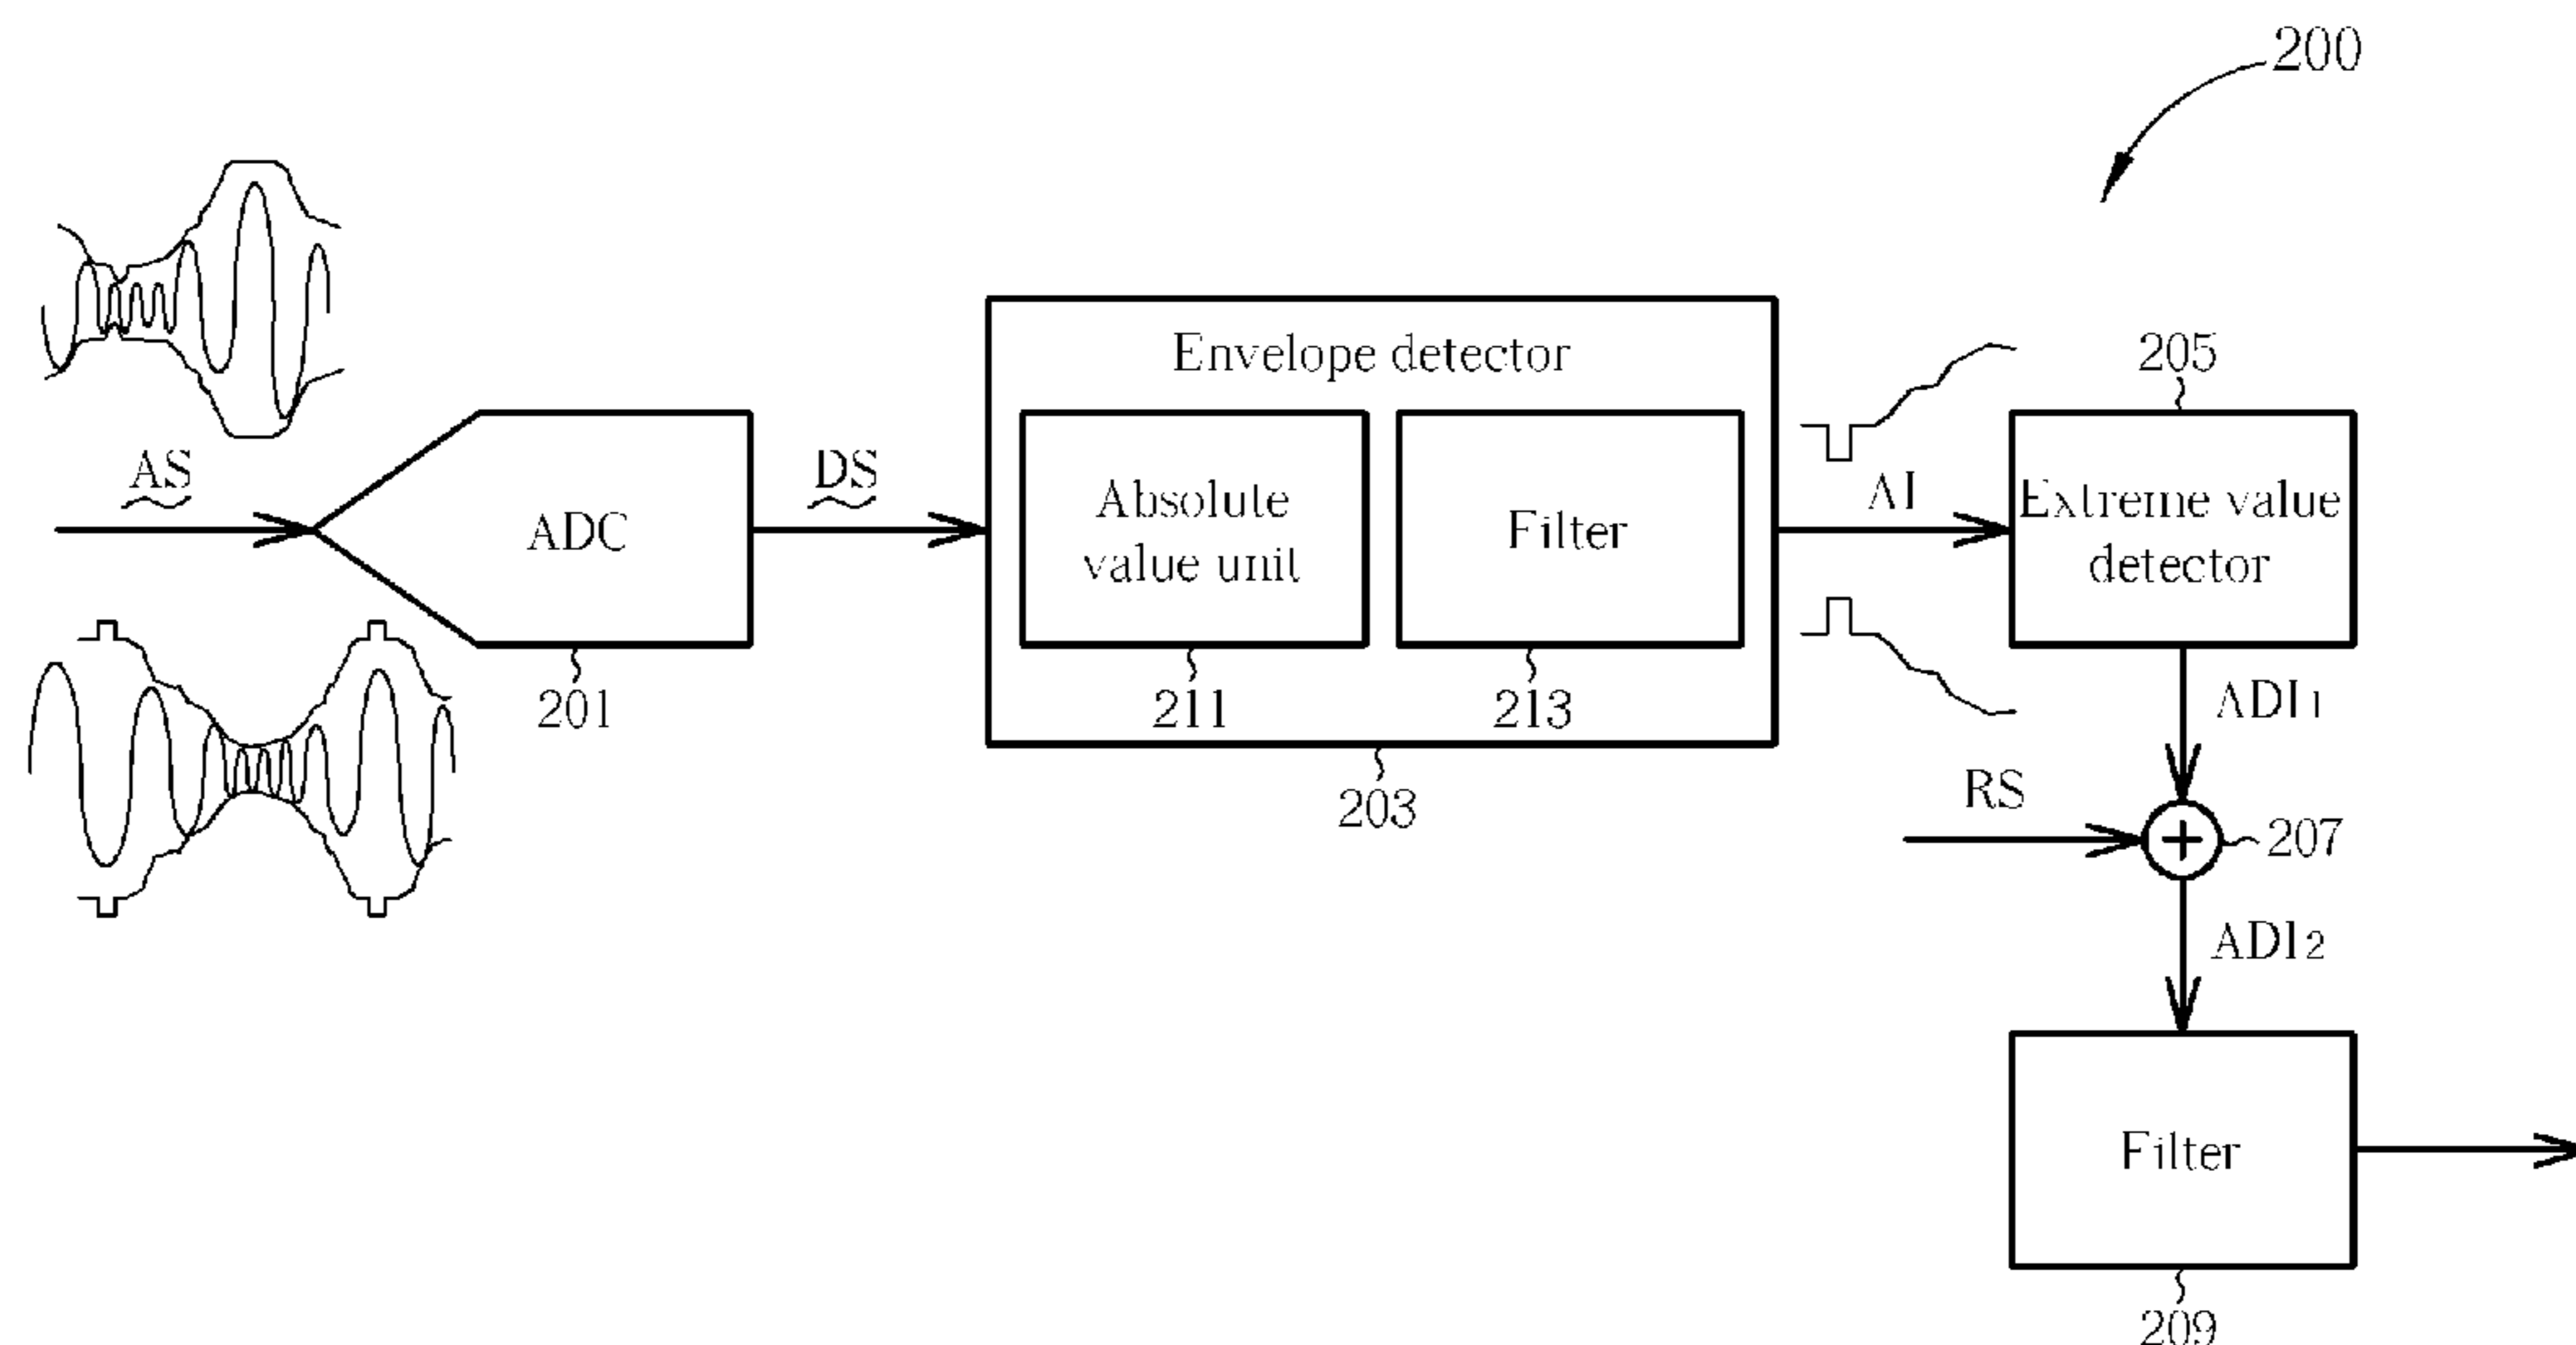 200
Envelope detector
205
AS
DS
ADC
Absolute
value unit
Filter
AI
Extreme value
detector
201
211
213
ADI1
203
RS
207
ADI2
Filter
209